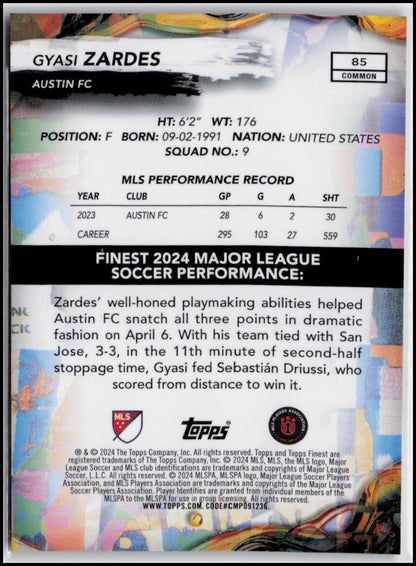 GYASI ZARDES
AUSTIN FC
85
COMMON
HT: 6'2" WT: 176
POSITION: F BORN: 09-02-1991 NATION: UNITED STATES
SQUAD NO.: 9
MLS PERFORMANCE RECORD
YEAR CLUB GP G A SHT
2023 AUSTIN FC 28 6 2 30
CAREER 295 103 27 559
FINEST 2024 MAJOR LEAGUE
SOCCER PERFORMANCE:
Zardes' well-honed playmaking abilities helped
Austin FC snatch all three points in dramatic
fashion on April 6. With his team tied with San
Jose, 3-3, in the 11th minute of second-half
stoppage time, Gyasi fed Sebastián Driussi, who
scored from distance to win it.
MLS
Topps
® & © 2024 The Topps Company, Inc. All rights reserved. Topps and Topps Finest are
registered trademarks of The Topps Company, Inc. © 2024 MLS, MLS, the MLS logo, Major
League Soccer and MLS club identifications are trademarks and copyrights of Major League
Soccer, L.L.C. All rights reserved. © 2024 MLSPA, MLSPA logo, Major League Soccer Players
Association, and MLS Players Association are trademarks and copyrights of the Major League
Soccer Players Association. Player Identities are granted from individual members of
the MLSPA to the MLSPA for use in group licensing. All rights reserved.
WWW.TOPPS.COM. CODE#CMP091236.